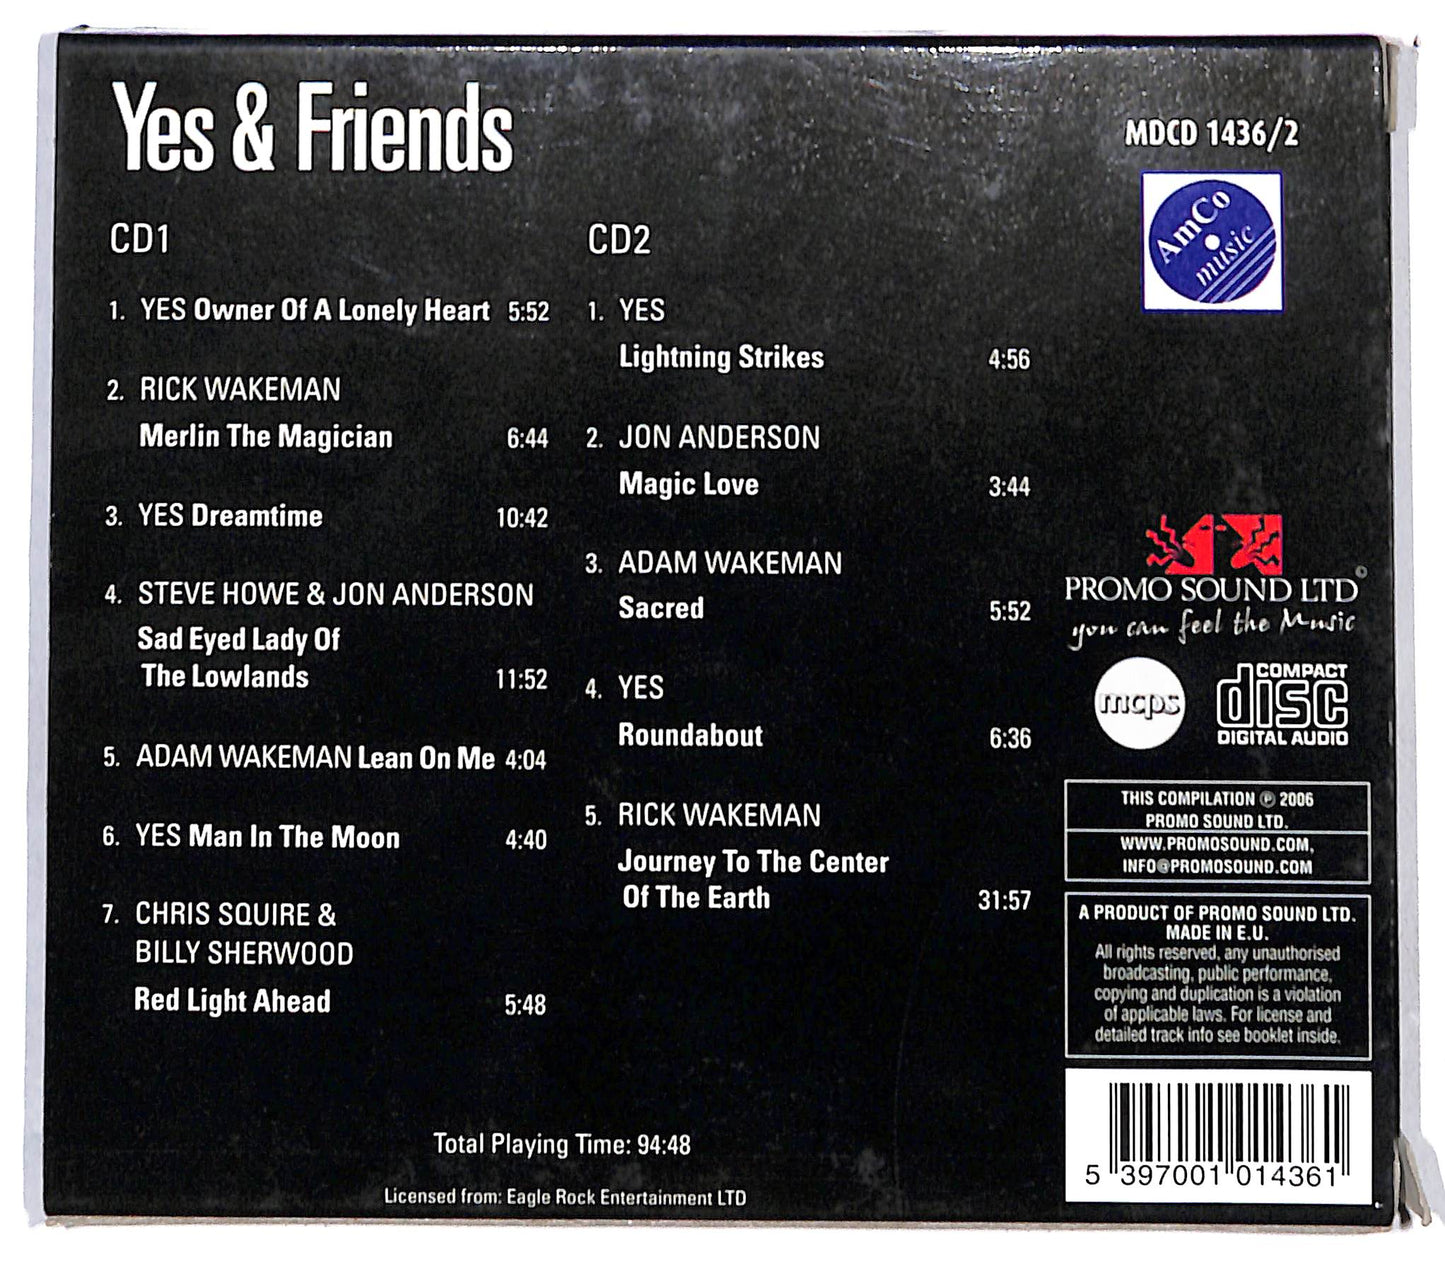 Yes & Friends
CD1
1. YES Owner Of A Lonely Heart 5:52
2. RICK WAKEMAN
Merlin The Magician 6:44
3. YES Dreamtime 10:42
4. STEVE HOWE & JON ANDERSON
Sad Eyed Lady Of
The Lowlands 11:52
5. ADAM WAKEMAN Lean On Me 4:04
6. YES Man In The Moon 4:40
7. CHRIS SQUIRE &
BILLY SHERWOOD
Red Light Ahead 5:48
CD2
1. YES
Lightning Strikes 4:56
2. JON ANDERSON
Magic Love 3:44
3. ADAM WAKEMAN
Sacred 5:52
4. YES
Roundabout 6:36
5. RICK WAKEMAN
Journey To The Center
Of The Earth 31:57
Total Playing Time: 94:48
Licensed from: Eagle Rock Entertainment LTD
MDCD 1436/2
AmCo
music
PROMO SOUND LTD ©
you can feel the Music
mcps
COMPACT
disc
DIGITAL AUDIO
THIS COMPILATION ℗ 2006
PROMO SOUND LTD.
WWW.PROMOSOUND.COM,
INFO@PROMOSOUND.COM
A PRODUCT OF PROMO SOUND LTD.
MADE IN E.U.
All rights reserved, any unauthorised
broadcasting, public performance,
copying and duplication is a violation
of applicable laws. For license and
detailed track info see booklet inside.
5 397001 014361